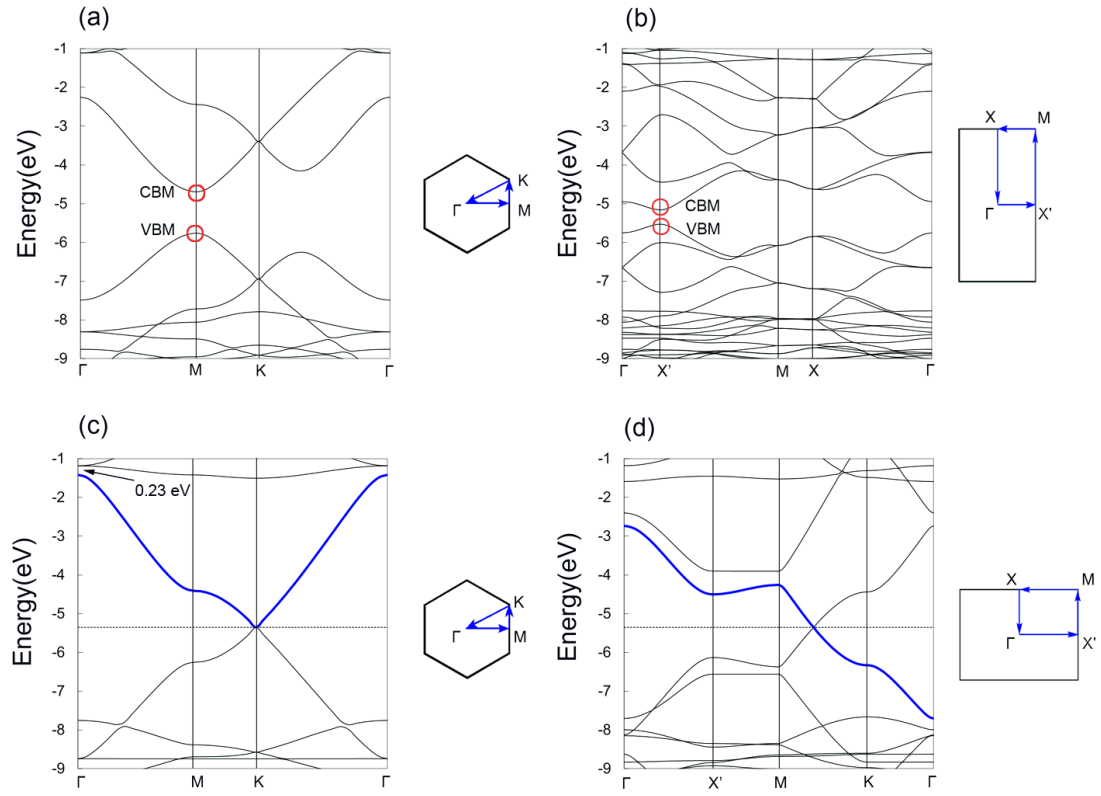 (a)
Energy(eV)
-1
-2
-3
-4
-5
-6
-7
-8
-9
CBM
VBM
Γ M K Γ
K
Γ M
(b)
Energy(eV)
-1
-2
-3
-4
-5
-6
-7
-8
-9
CBM
VBM
Γ X' M X Γ
X M
Γ X'
(c)
Energy(eV)
-1
-2
-3
-4
-5
-6
-7
-8
-9
0.23 eV
Γ M K Γ
K
Γ M
(d)
Energy(eV)
-1
-2
-3
-4
-5
-6
-7
-8
-9
Γ X' M K Γ
X M
Γ X'